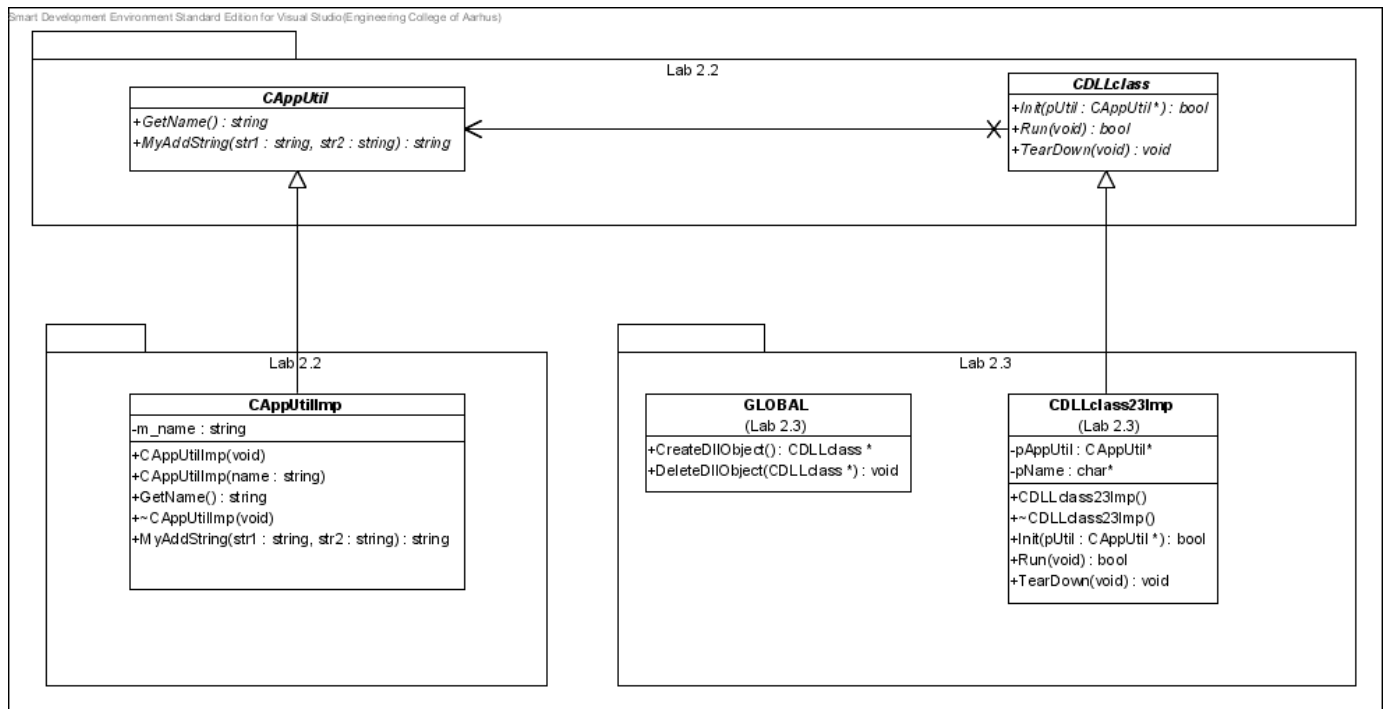 Smart Development Environment Standard Edition for Visual Studio(Engineering College of Aarhus)
Lab 2.2
CAppUtil
+GetName() : string
+MyAddString(str1 : string, str2 : string) : string
CDLLclass
+Init(pUtil : CAppUtil*) : bool
+Run(void) : bool
+TearDown(void) : void
Lab 2.2
CAppUtilImp
-m_name : string
+CAppUtilImp(void)
+CAppUtilImp(name : string)
+GetName() : string
+~CAppUtilImp(void)
+MyAddString(str1 : string, str2 : string) : string
Lab 2.3
GLOBAL
(Lab 2.3)
+CreateDllObject() : CDLLclass *
+DeleteDllObject(CDLLclass *) : void
CDLLclass23Imp
(Lab 2.3)
-pAppUtil : CAppUtil*
-pName : char*
+CDLLclass23Imp()
+~CDLLclass23Imp()
+Init(pUtil : CAppUtil *) : bool
+Run(void) : bool
+TearDown(void) : void